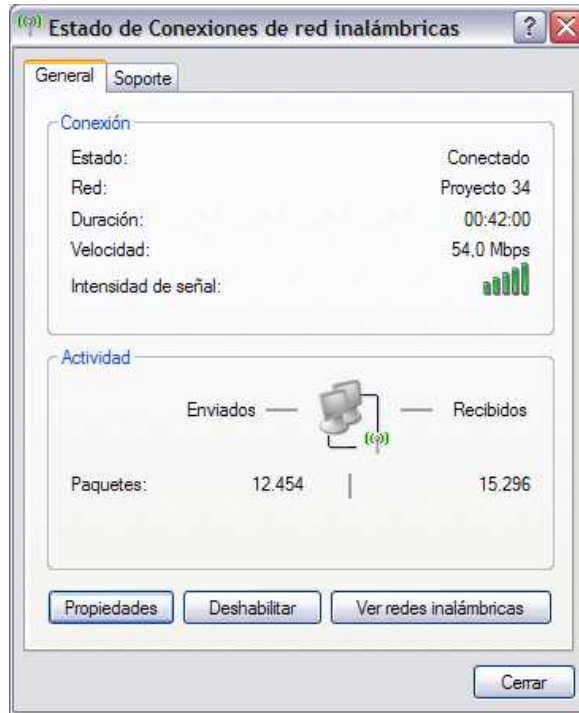 Estado de Conexiones de red inalámbricas
General Soporte
Conexión
Estado: Conectado
Red: Proyecto 34
Duración: 00:42:00
Velocidad: 54,0 Mbps
Intensidad de señal:
Actividad
Enviados Recibidos
Paquetes: 12.454 15.296
Propiedades Deshabilitar Ver redes inalámbricas
Cerrar